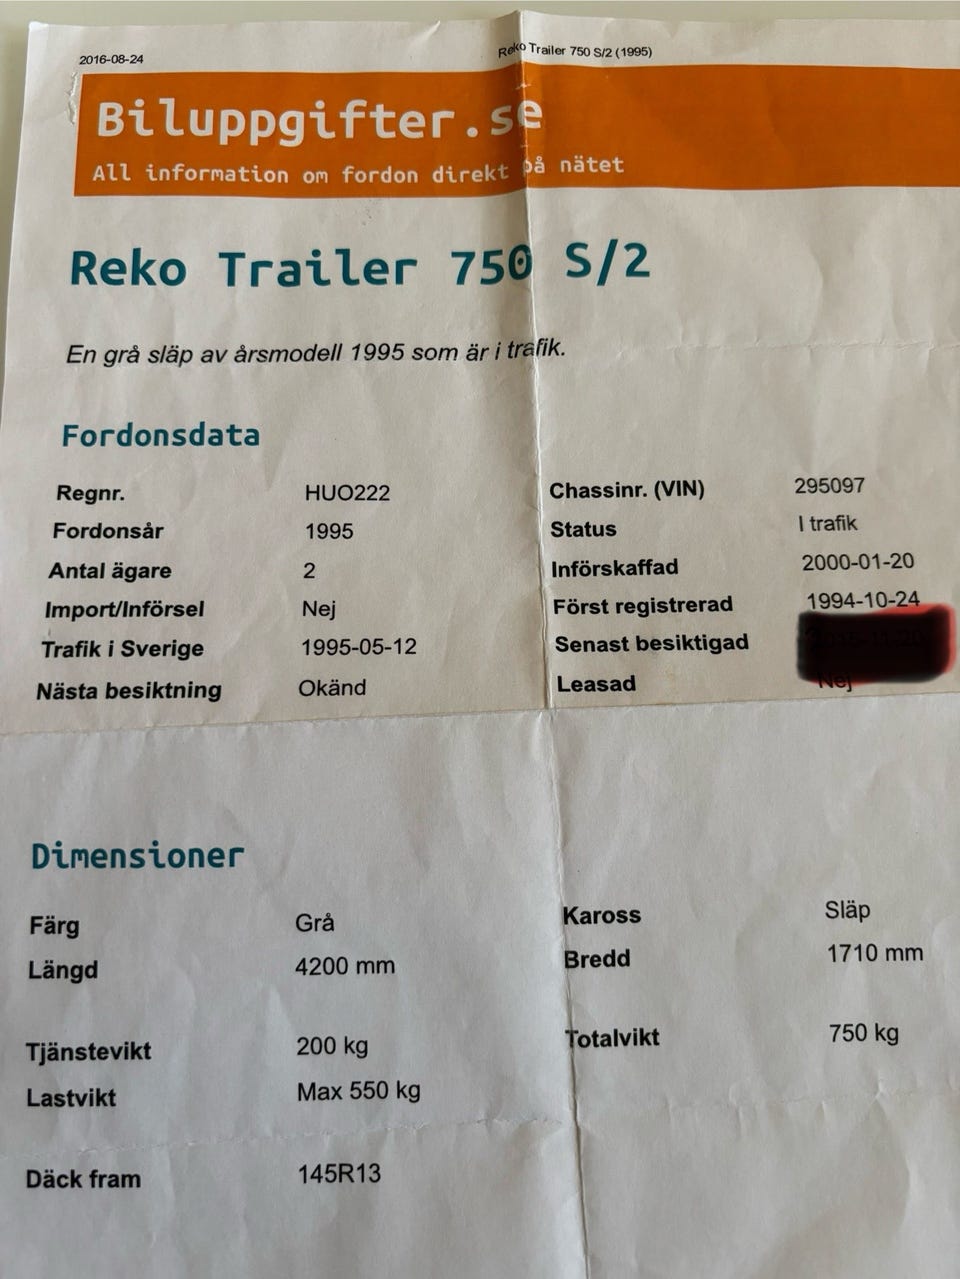 2016-08-24
Reko Trailer 750 S/2 (1995)
Biluppgifter.se
All information om fordon direkt på nätet
Reko Trailer 750 S/2
En grå släp av årsmodell 1995 som är i trafik.
Fordonsdata
Regnr. HUO222 Chassinr. (VIN) 295097
Fordonsår 1995 Status I trafik
Antal ägare 2 Införskaffad 2000-01-20
Import/Införsel Nej Först registrerad 1994-10-24
Trafik i Sverige 1995-05-12 Senast besiktigad
Nästa besiktning Okänd Leasad Nej
Dimensioner
Färg Grå Kaross Släp
Längd 4200 mm Bredd 1710 mm
Tjänstevikt 200 kg Totalvikt 750 kg
Lastvikt Max 550 kg
Däck fram 145R13